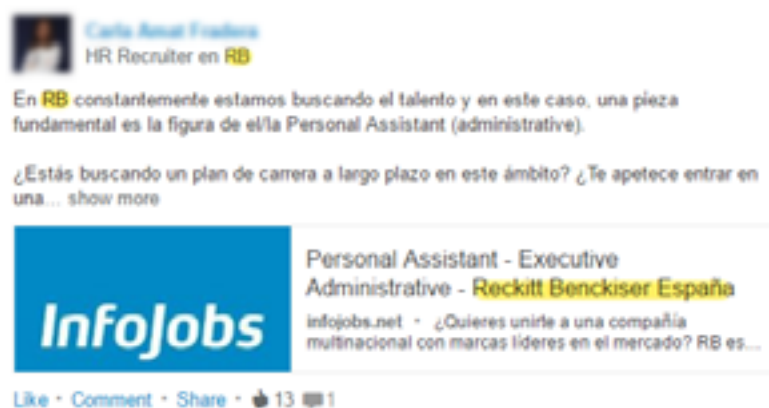 HR Recruiter en RB
En RB constantemente estamos buscando el talento y en este caso, una pieza
fundamental es la figura de el/la Personal Assistant (administrative).
¿Estás buscando un plan de carrera a largo plazo en este ámbito? ¿Te apetece entrar en
una... show more
InfoJobs
Personal Assistant - Executive
Administrative - Reckitt Benckiser España
infojobs.net · ¿Quieres unirte a una compañía
multinacional con marcas líderes en el mercado? RB es...
Like · Comment · Share · 13 1